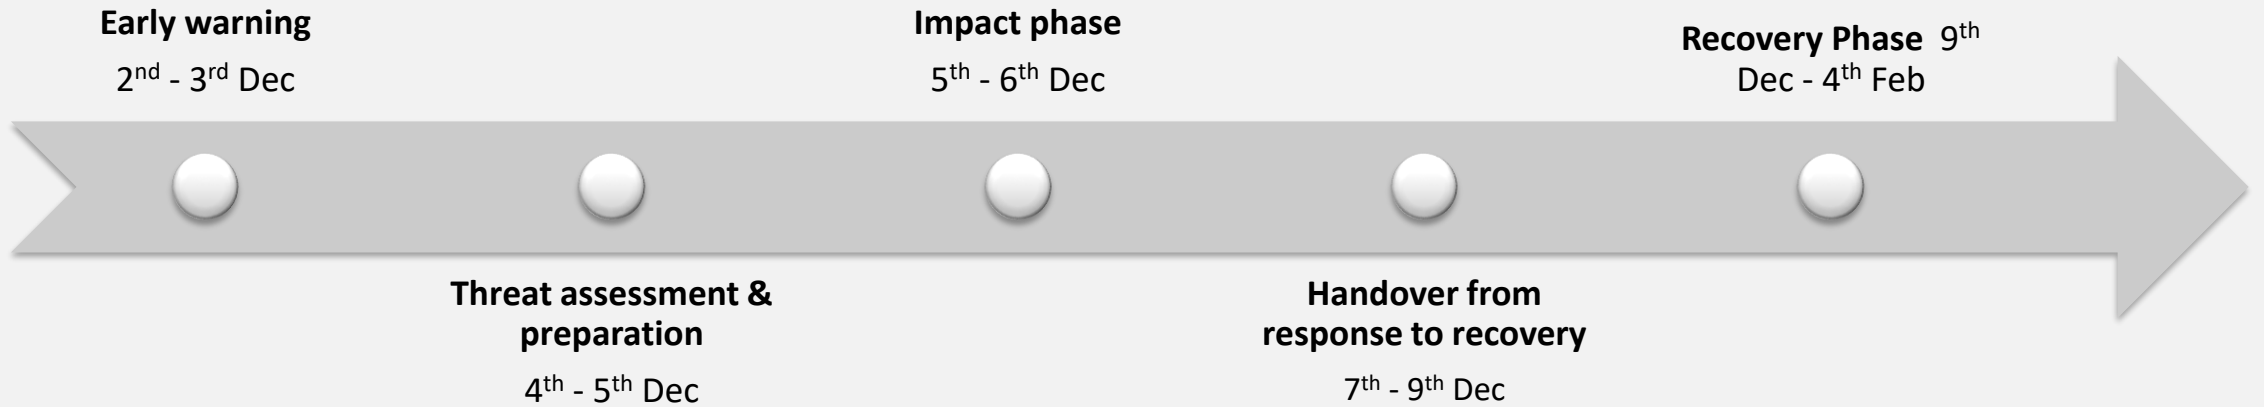 Early warning
2nd - 3rd Dec
Threat assessment &
preparation
4th - 5th Dec
Impact phase
5th - 6th Dec
Handover from
response to recovery
7th - 9th Dec
Recovery Phase 9th
Dec - 4th Feb